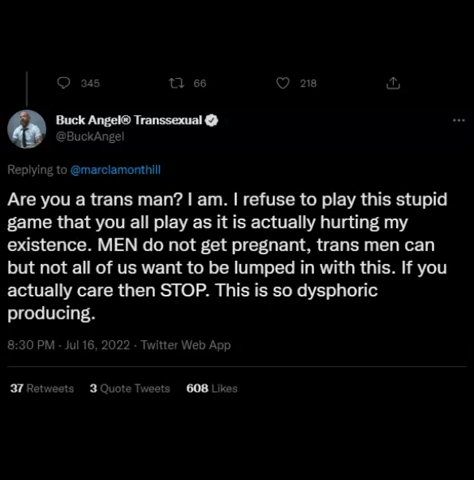 345 66 218
Buck Angel® Transsexual
@BuckAngel
Replying to @marclamonthill
Are you a trans man? I am. I refuse to play this stupid
game that you all play as it is actually hurting my
existence. MEN do not get pregnant, trans men can
but not all of us want to be lumped in with this. If you
actually care then STOP. This is so dysphoric
producing.
8:30 PM · Jul 16, 2022 · Twitter Web App
37 Retweets 3 Quote Tweets 608 Likes